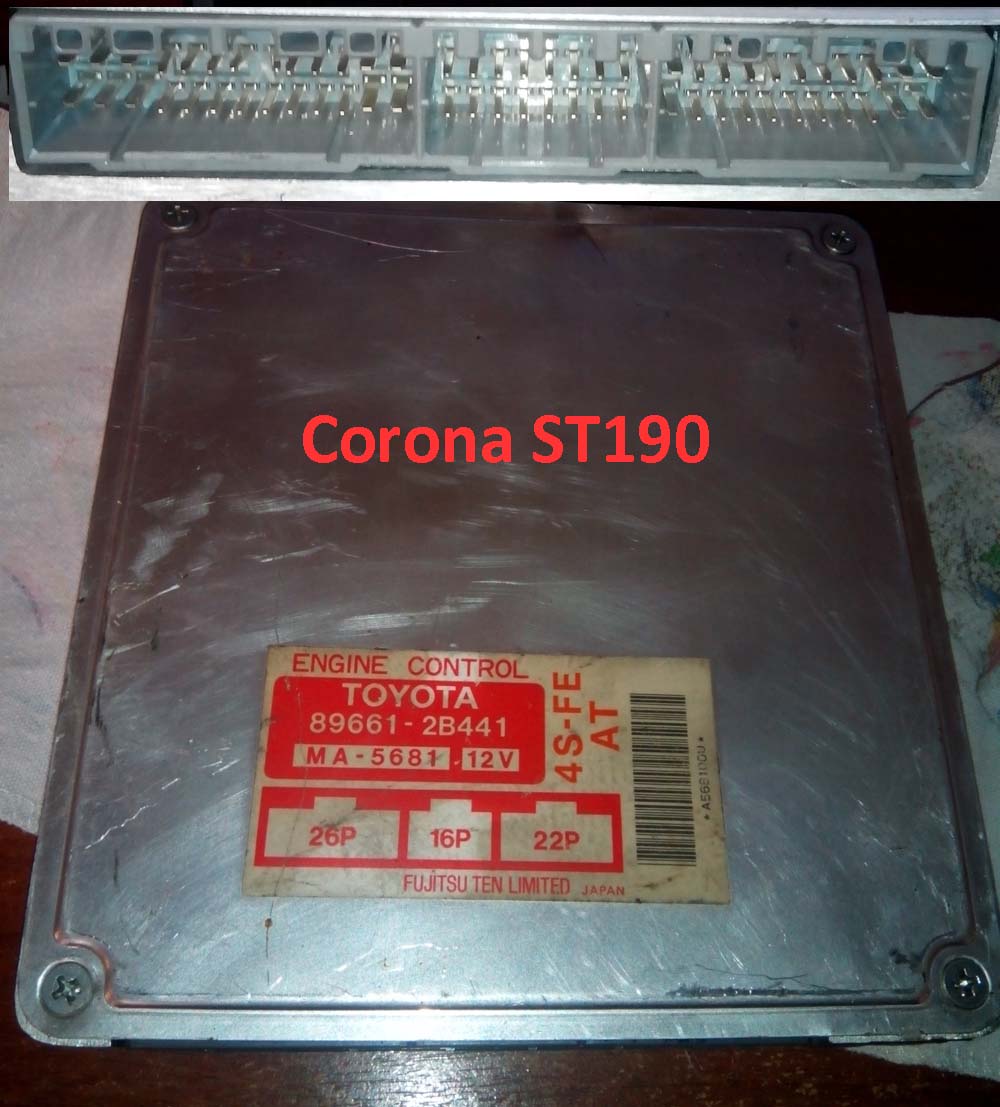 Corona ST190
ENGINE CONTROL
TOYOTA
89661-2B441
MA-5681 12V
4S-FE
AT
26P 16P 22P
FUJITSU TEN LIMITED JAPAN